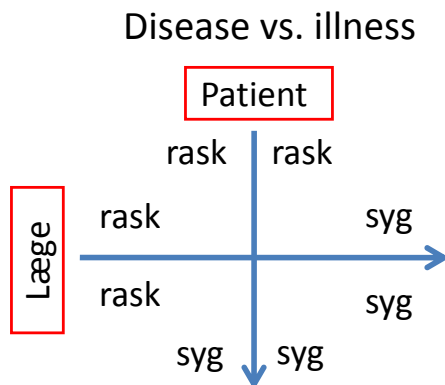 Disease vs. illness
Patient
rask rask
rask syg
Læge
rask syg
syg syg